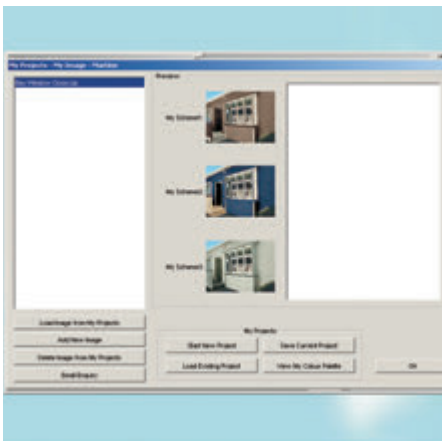 My Projects - My Image - Machine
Bay Window Close Up
Preview
My Scheme1
My Scheme2
My Scheme3
Load Image from My Projects
Add New Image
Delete Image from My Projects
Email Enquiry
My Projects
Start New Project
Save Current Project
Load Existing Project
View My Colour Palette
OK